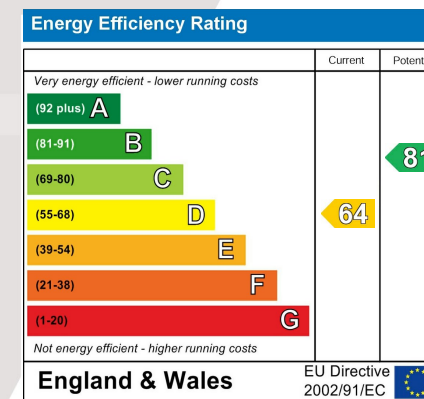 Energy Efficiency Rating
Current Potent
Very energy efficient - lower running costs
(92 plus) A
(81-91) B
81
(69-80) C
(55-68) D
64
(39-54) E
(21-38) F
(1-20) G
Not energy efficient - higher running costs
England & Wales
EU Directive
2002/91/EC